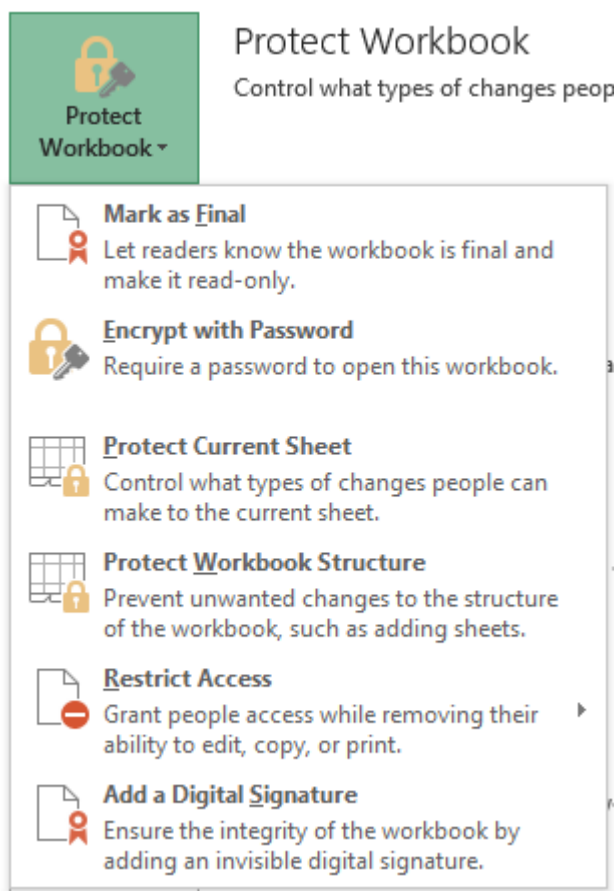 Protect Workbook
Control what types of changes peop
Protect
Workbook
Mark as Final
Let readers know the workbook is final and
make it read-only.
Encrypt with Password
Require a password to open this workbook.
Protect Current Sheet
Control what types of changes people can
make to the current sheet.
Protect Workbook Structure
Prevent unwanted changes to the structure
of the workbook, such as adding sheets.
Restrict Access
Grant people access while removing their
ability to edit, copy, or print.
Add a Digital Signature
Ensure the integrity of the workbook by
adding an invisible digital signature.